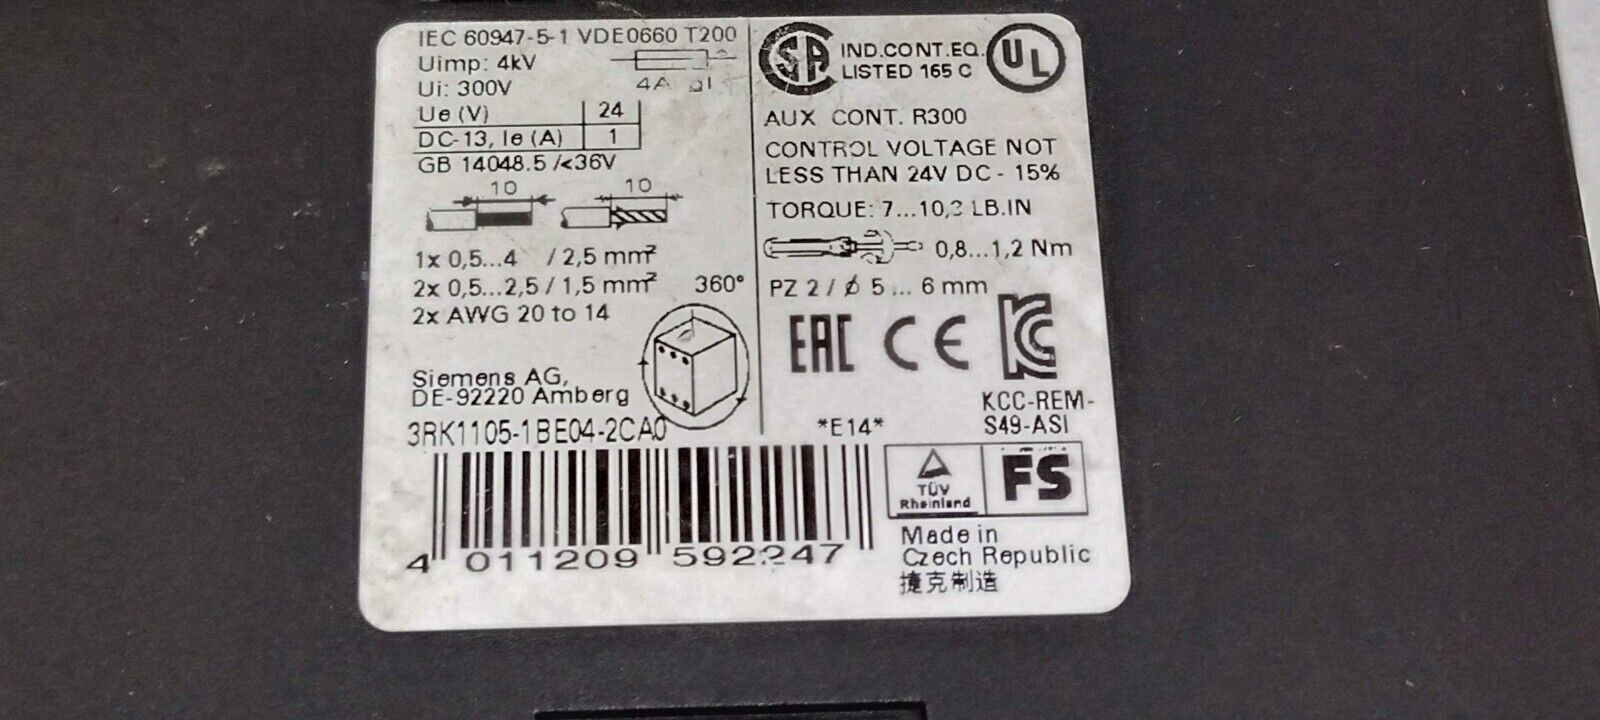 IEC 60947-5-1 VDE0660 T200
Uimp: 4kV
Ui: 300V
4A gl
Ue (V) 24
DC-13, Ie (A) 1
GB 14048.5 /<36V
10 10
1x 0,5...4 / 2,5 mm²
2x 0,5...2,5 / 1,5 mm²
2x AWG 20 to 14
360°
Siemens AG,
DE-92220 Amberg
3RK1105-1BE04-2CA0
4 011209 592247
SA
IND.CONT.EQ.
LISTED 165 C
UL
AUX CONT. R300
CONTROL VOLTAGE NOT
LESS THAN 24V DC - 15%
TORQUE: 7...10,3 LB.IN
0,8...1,2 Nm
PZ 2 / ø 5 ... 6 mm
EAC CE KC
KCC-REM-
S49-ASI
*E14*
TÜV
Rheinland
FS
Made in
Czech Republic
捷克制造